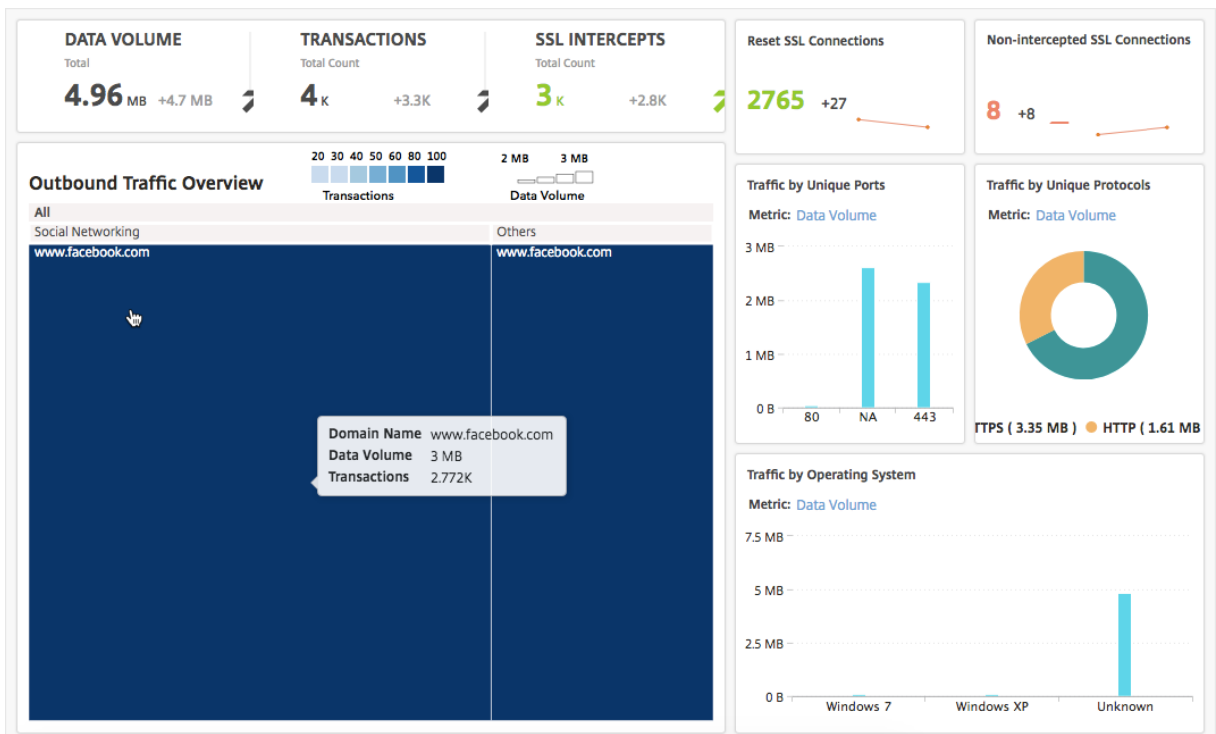 DATA VOLUME
Total
4.96 MB +4.7 MB
TRANSACTIONS
Total Count
4 K +3.3K
SSL INTERCEPTS
Total Count
3 K +2.8K
Reset SSL Connections
2765 +27
Non-intercepted SSL Connections
8 +8
Outbound Traffic Overview
20 30 40 50 60 80 100
Transactions
2 MB 3 MB
Data Volume
All
Social Networking Others
www.facebook.com www.facebook.com
Domain Name www.facebook.com
Data Volume 3 MB
Transactions 2.772K
Traffic by Unique Ports
Metric: Data Volume
3 MB
2 MB
1 MB
0 B
80 NA 443
Traffic by Unique Protocols
Metric: Data Volume
TTPS ( 3.35 MB ) HTTP ( 1.61 MB
Traffic by Operating System
Metric: Data Volume
7.5 MB
5 MB
2.5 MB
0 B
Windows 7 Windows XP Unknown